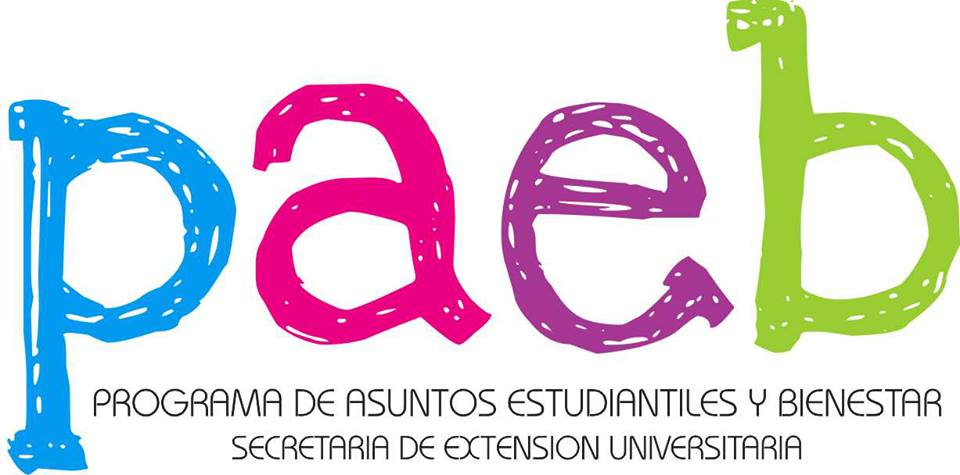 paeb
PROGRAMA DE ASUNTOS ESTUDIANTILES Y BIENESTAR
SECRETARIA DE EXTENSION UNIVERSITARIA